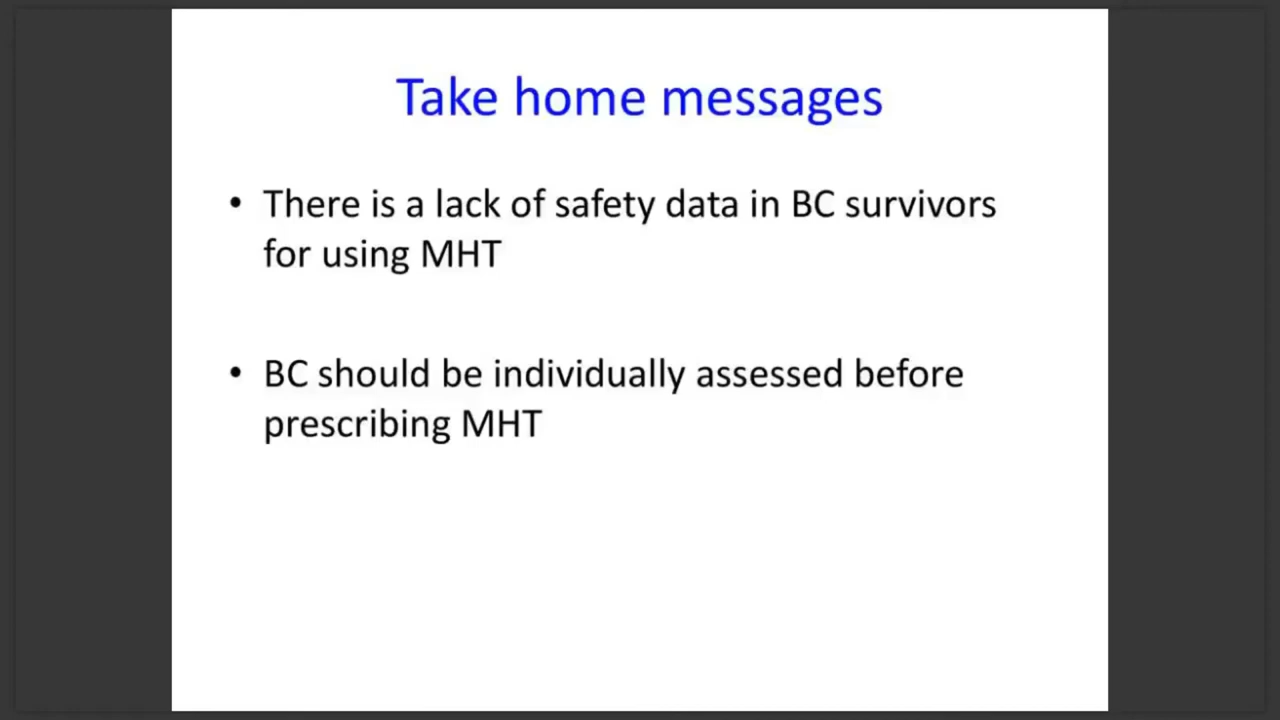 Take home messages
• There is a lack of safety data in BC survivors
for using MHT
• BC should be individually assessed before
prescribing MHT